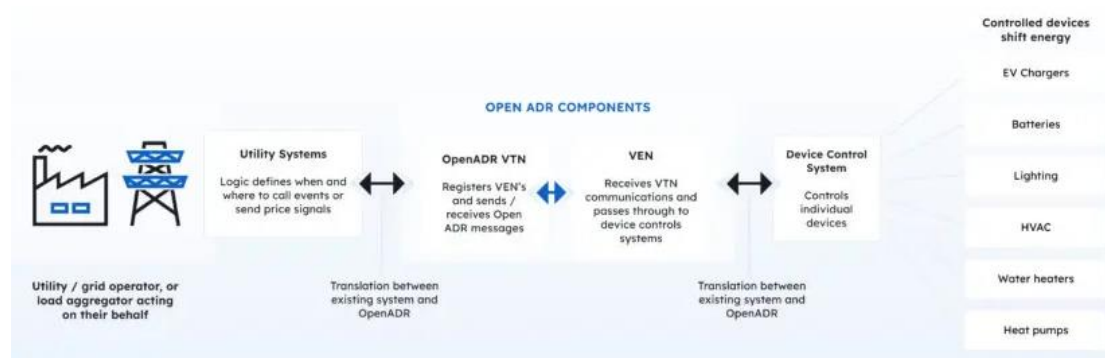 Controlled devices
shift energy
EV Chargers
Batteries
Lighting
HVAC
Water heaters
Heat pumps
OPEN ADR COMPONENTS
Utility Systems
Logic defines when and
where to call events or
send price signals
OpenADR VTN
Registers VEN's
and sends /
receives Open
ADR messages
VEN
Receives VTN
communications and
passes through to
device controls
systems
Device Control
System
Controls
individual
devices
Utility / grid operator, or
load aggregator acting
on their behalf
Translation between
existing system and
OpenADR
Translation between
existing system and
OpenADR